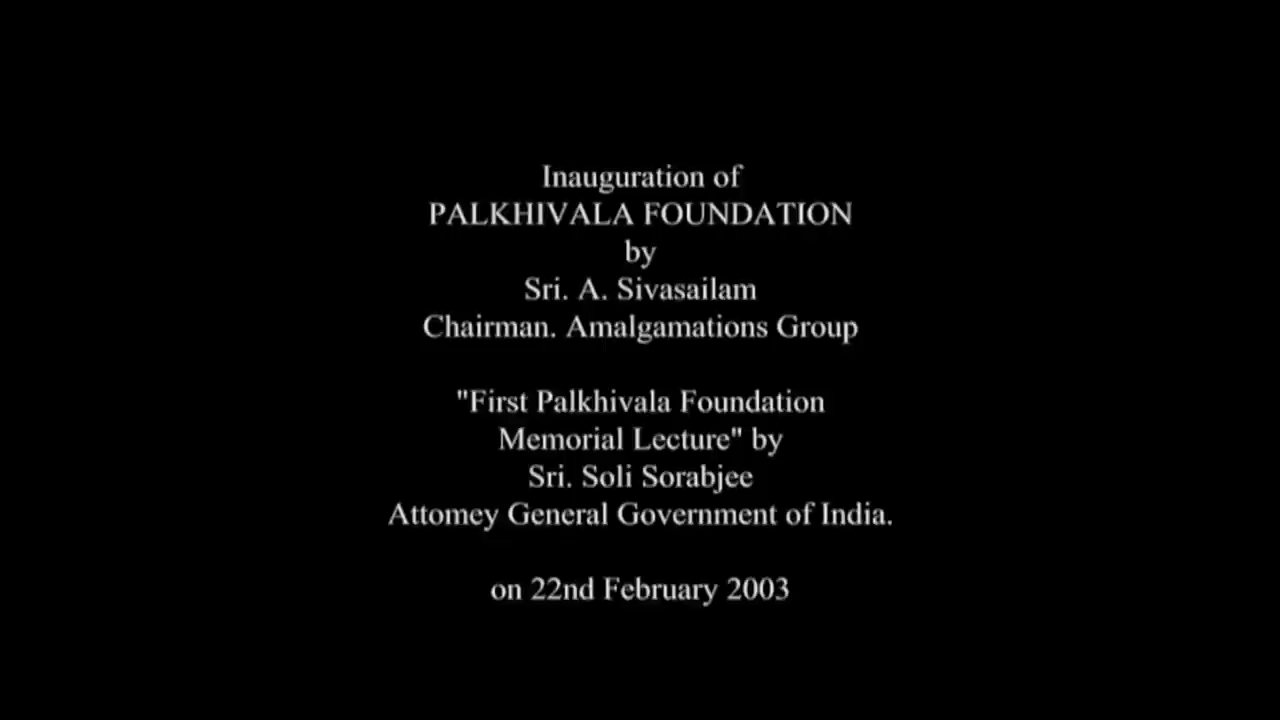 Inauguration of
PALKHIVALA FOUNDATION
by
Sri. A. Sivasailam
Chairman. Amalgamations Group
"First Palkhivala Foundation
Memorial Lecture" by
Sri. Soli Sorabjee
Attomey General Government of India.
on 22nd February 2003